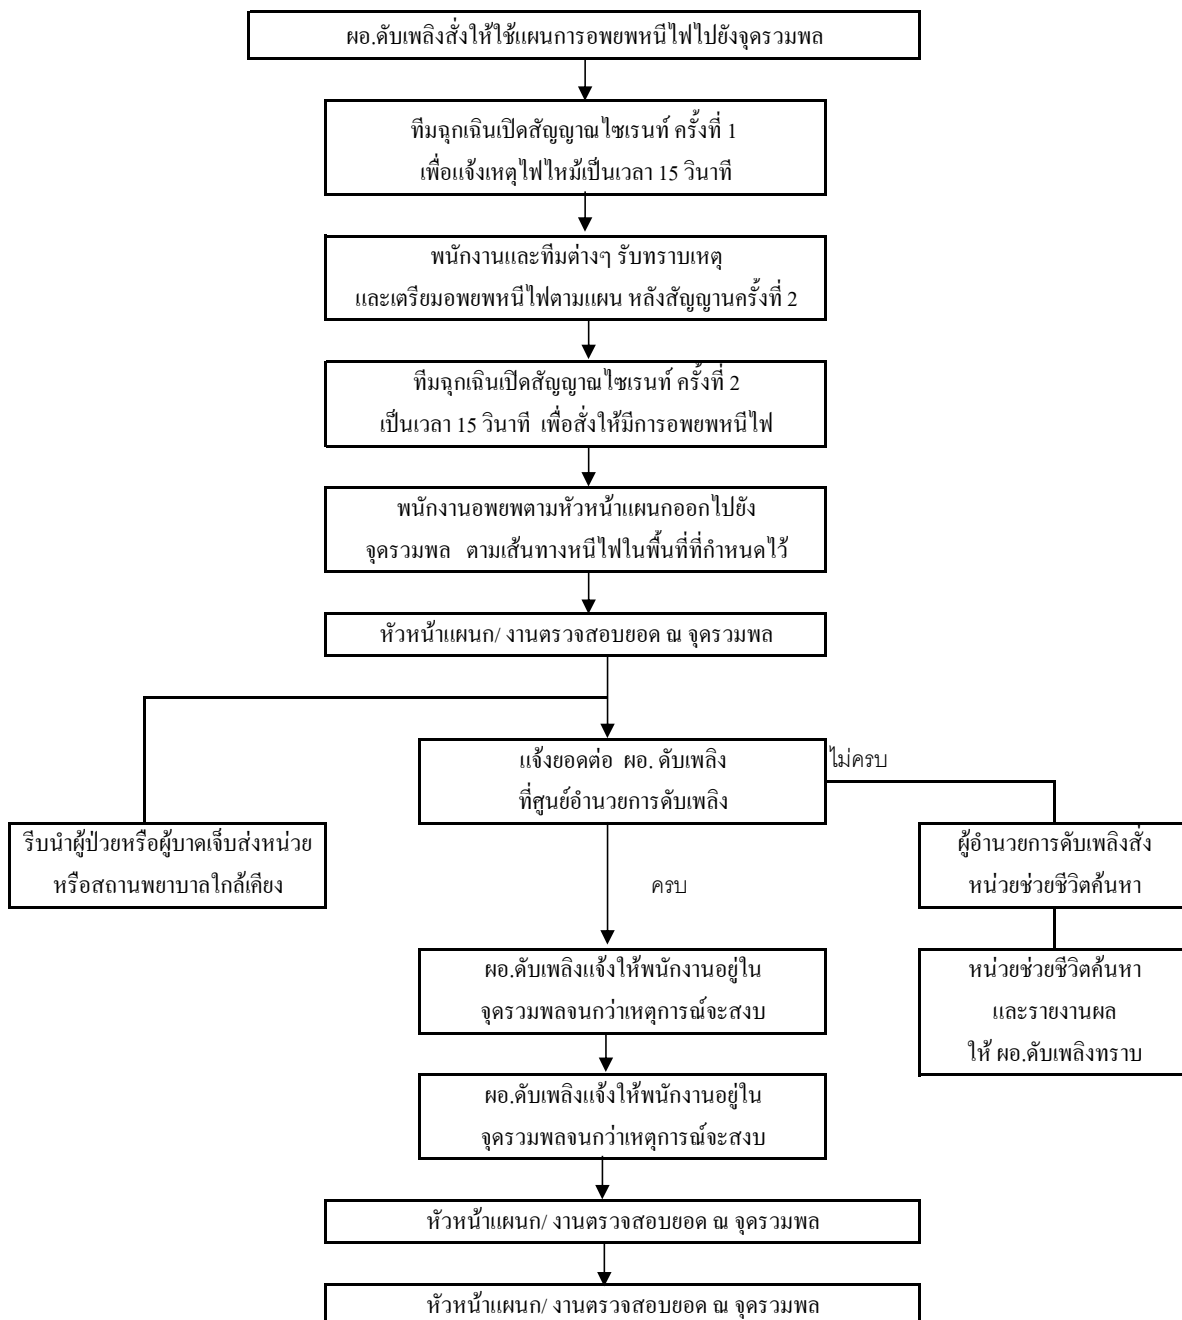 ผอ.ดับเพลิงสั่งให้ใช้แผนการอพยพหนีไฟไปยังจุดรวมพล
ทีมฉุกเฉินเปิดสัญญาณไซเรนท์ ครั้งที่ 1
เพื่อแจ้งเหตุไฟไหม้เป็นเวลา 15 วินาที
พนักงานและทีมต่างๆ รับทราบเหตุ
และเตรียมอพยพหนีไฟตามแผน หลังสัญญานครั้งที่ 2
ทีมฉุกเฉินเปิดสัญญาณไซเรนท์ ครั้งที่ 2
เป็นเวลา 15 วินาที เพื่อสั่งให้มีการอพยพหนีไฟ
พนักงานอพยพตามหัวหน้าแผนกออกไปยัง
จุดรวมพล ตามเส้นทางหนีไฟในพื้นที่ที่กำหนดไว้
หัวหน้าแผนก/ งานตรวจสอบยอด ณ จุดรวมพล
แจ้งยอดต่อ ผอ. ดับเพลิง
ที่ศูนย์อำนวยการดับเพลิง
ไม่ครบ
รีบนำผู้ป่วยหรือผู้บาดเจ็บส่งหน่วย
หรือสถานพยาบาลใกล้เคียง
ครบ
ผู้อำนวยการดับเพลิงสั่ง
หน่วยช่วยชีวิตค้นหา
ผอ.ดับเพลิงแจ้งให้พนักงานอยู่ใน
จุดรวมพลจนกว่าเหตุการณ์จะสงบ
หน่วยช่วยชีวิตค้นหา
และรายงานผล
ให้ ผอ.ดับเพลิงทราบ
ผอ.ดับเพลิงแจ้งให้พนักงานอยู่ใน
จุดรวมพลจนกว่าเหตุการณ์จะสงบ
หัวหน้าแผนก/ งานตรวจสอบยอด ณ จุดรวมพล
หัวหน้าแผนก/ งานตรวจสอบยอด ณ จุดรวมพล